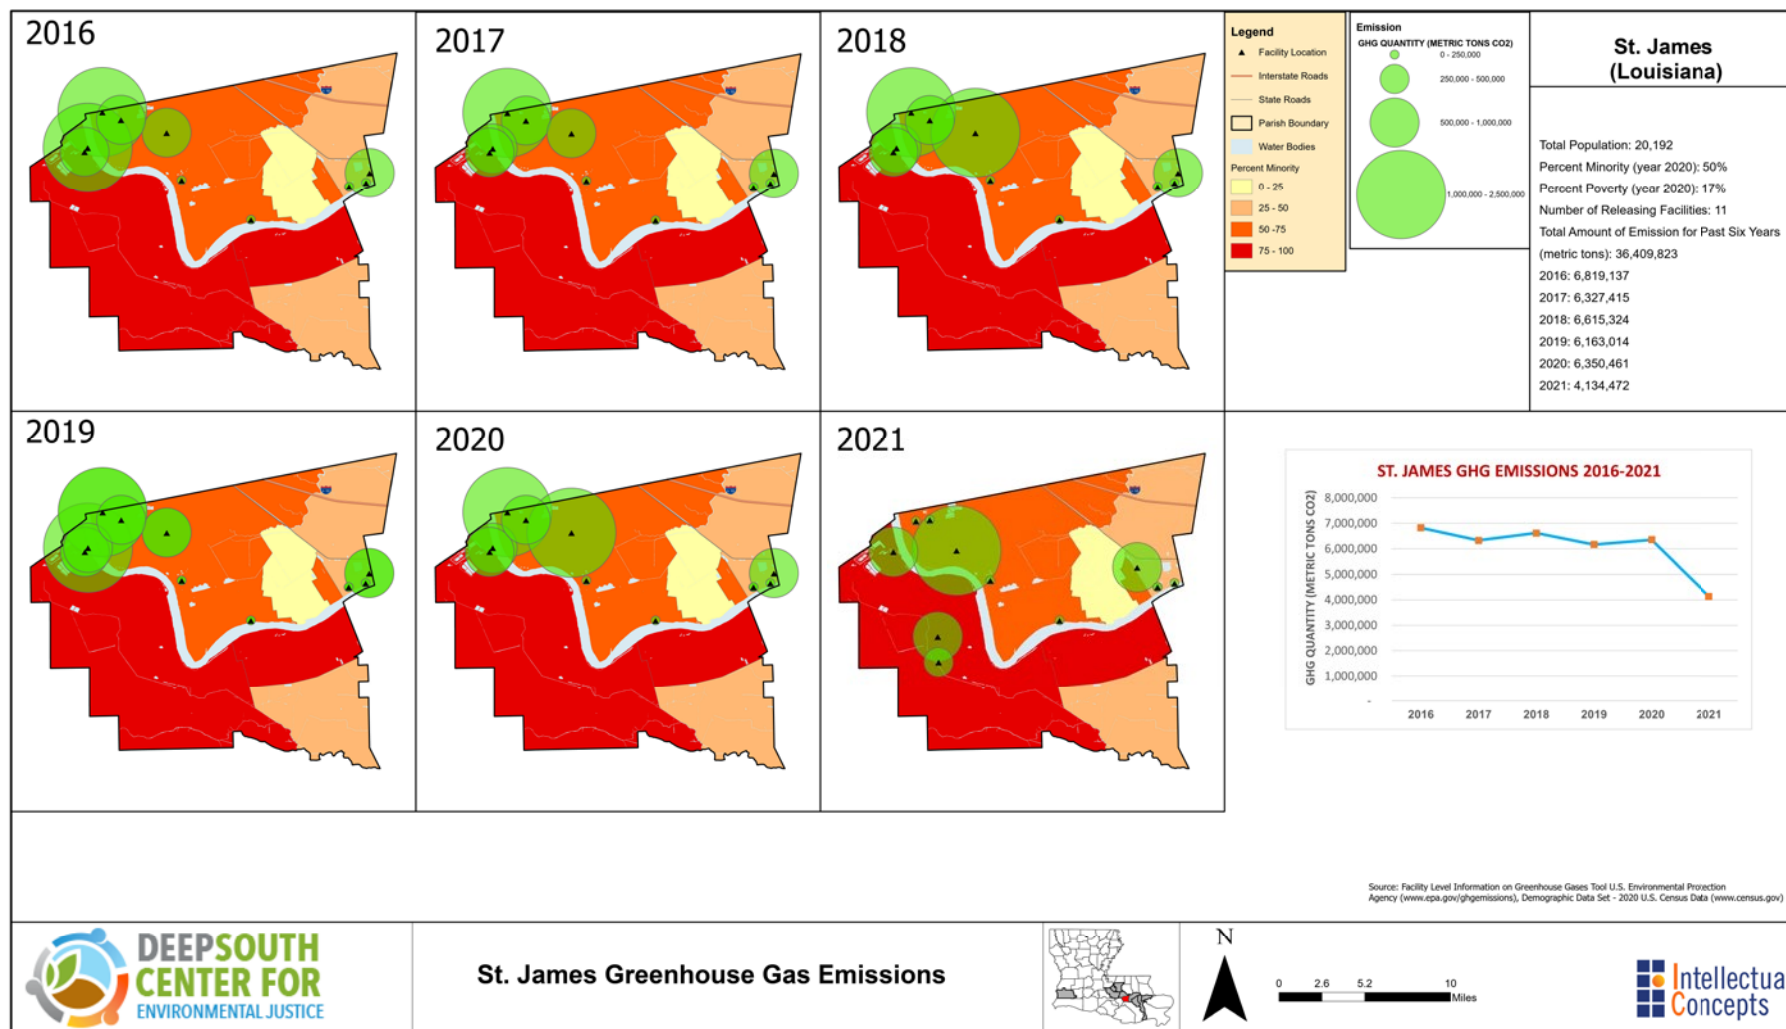 2016
2017
2018
Legend
Facility Location
Interstate Roads
State Roads
Parish Boundary
Water Bodies
Percent Minority
0 - 25
25 - 50
50 -75
75 - 100
Emission
GHG QUANTITY (METRIC TONS CO2)
0 - 250,000
250,000 - 500,000
500,000 - 1,000,000
1,000,000 - 2,500,000
St. James
(Louisiana)
Total Population: 20,192
Percent Minority (year 2020): 50%
Percent Poverty (year 2020): 17%
Number of Releasing Facilities: 11
Total Amount of Emission for Past Six Years
(metric tons): 36,409,823
2016: 6,819,137
2017: 6,327,415
2018: 6,615,324
2019: 6,163,014
2020: 6,350,461
2021: 4,134,472
2019
2020
2021
ST. JAMES GHG EMISSIONS 2016-2021
GHG QUANTITY (METRIC TONS CO2)
8,000,000
7,000,000
6,000,000
5,000,000
4,000,000
3,000,000
2,000,000
1,000,000
-
2016 2017 2018 2019 2020 2021
Source: Facility Level Information on Greenhouse Gases Tool U.S. Environmental Protection
Agency (www.epa.gov/ghgemissions), Demographic Data Set - 2020 U.S. Census Data (www.census.gov)
DEEPSOUTH
CENTER FOR
ENVIRONMENTAL JUSTICE
St. James Greenhouse Gas Emissions
N
0 2.6 5.2 10
Miles
Intellectua
Concepts